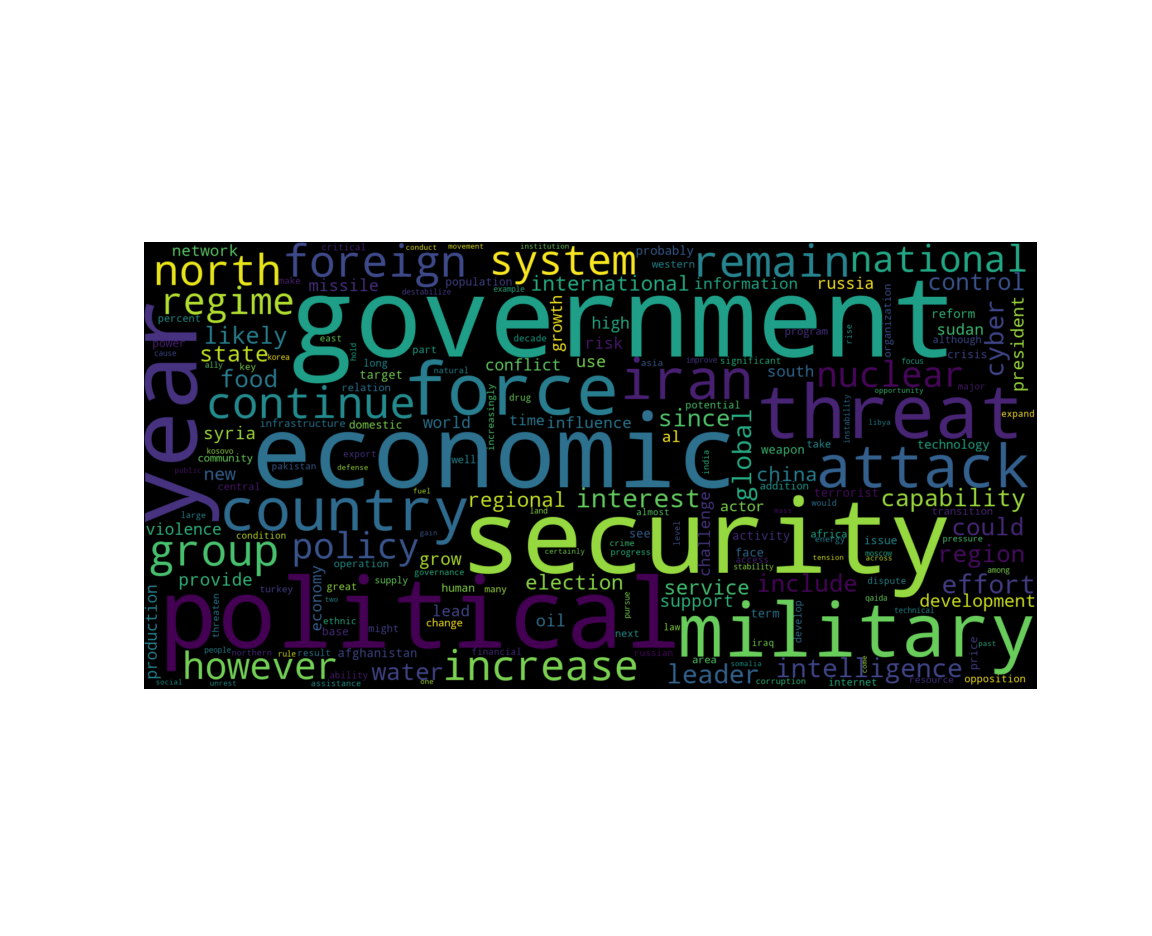 network
critical
conduct
movement
institution
probably
north
foreign
system
remain
national
make
missile
population
destabilize
example
international
western
information
russia
organization
control
regime
government
year
percent
power
cause
likely
state
ally
key
korea
east
hold
long
part
decade
growth
high
risk
asia
improve
program
significant
rise
focus
although
reform
sudan
crisis
cyber
president
food
relation
target
natural
conflict
use
continue
force
drug
increasingly
iran
south
nuclear
major
opportunity
threat
expand
infrastructure
domestic
world
time
influence
since
potential
global
weapon
take
instability
libya
technology
syria
kosovo
community
public
new
central
pakistan
export
defense
well
economic
al
india
china
addition
attack
fuel
country
gain
regional
land
interest
almost
actor
terrorist
would
mali
capability
transition
large
violence
condition
group
policy
operation
grow
security
certainly
see
crime
progress
level
challenge
activity
access
face
stability
africa
energy
tension
issue
moscow
across
could
pressure
region
among
provide
turkey
economy
great
supply
governance
human
many
election
pursue
service
include
dispute
qaida
effort
development
production
threaten
two
ethnic
base
might
political
lead
change
oil
next
support
law
term
iraq
develop
military
technical
people
northern
rule
result
afghanistan
financial
russian
area
somalia
come
price
past
however
ability
water
one
increase
leader
intelligence
resource
opposition
social
unrest
assistance
corruption
internet